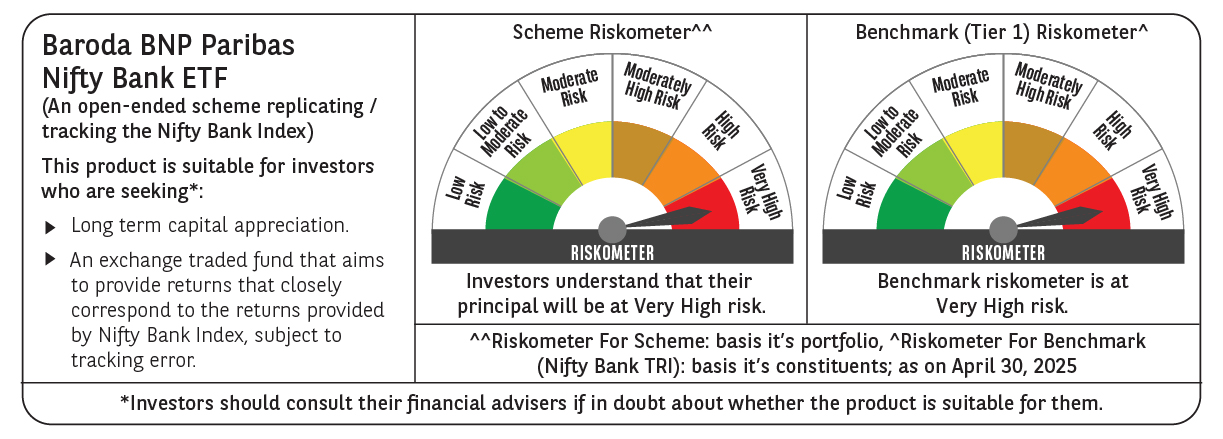 Baroda BNP Paribas
Nifty Bank ETF
(An open-ended scheme replicating /
tracking the Nifty Bank Index)
This product is suitable for investors
who are seeking*:
Long term capital appreciation.
An exchange traded fund that aims
to provide returns that closely
correspond to the returns provided
by Nifty Bank Index, subject to
tracking error.
Scheme Riskometer^^
Low
Risk
Low to
Moderate
Risk
Moderate
Risk
Moderately
High Risk
High
Risk
Very High
Risk
RISKOMETER
Investors understand that their
principal will be at Very High risk.
Benchmark (Tier 1) Riskometer^
Low
Risk
Low to
Moderate
Risk
Moderate
Risk
Moderately
High Risk
High
Risk
Very High
Risk
RISKOMETER
Benchmark riskometer is at
Very High risk.
^^Riskometer For Scheme: basis it's portfolio, ^Riskometer For Benchmark
(Nifty Bank TRI): basis it's constituents; as on April 30, 2025
*Investors should consult their financial advisers if in doubt about whether the product is suitable for them.